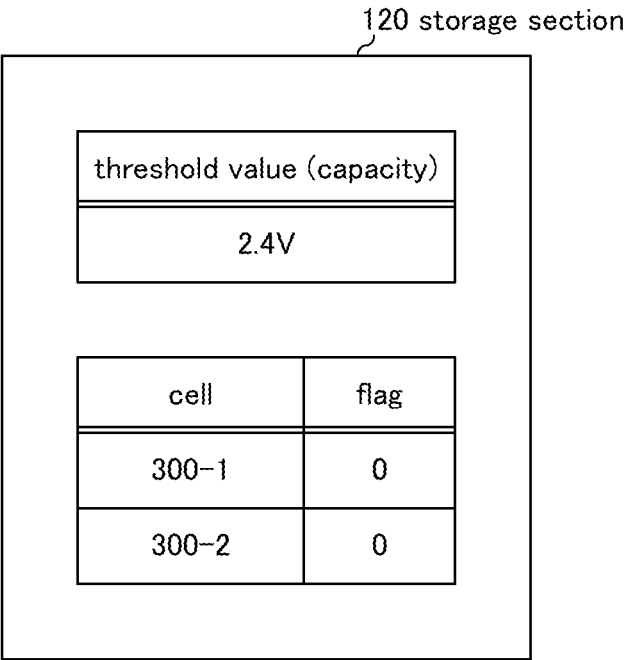 120 storage section
threshold value (capacity)
2.4V
cell flag
300-1 0
300-2 0